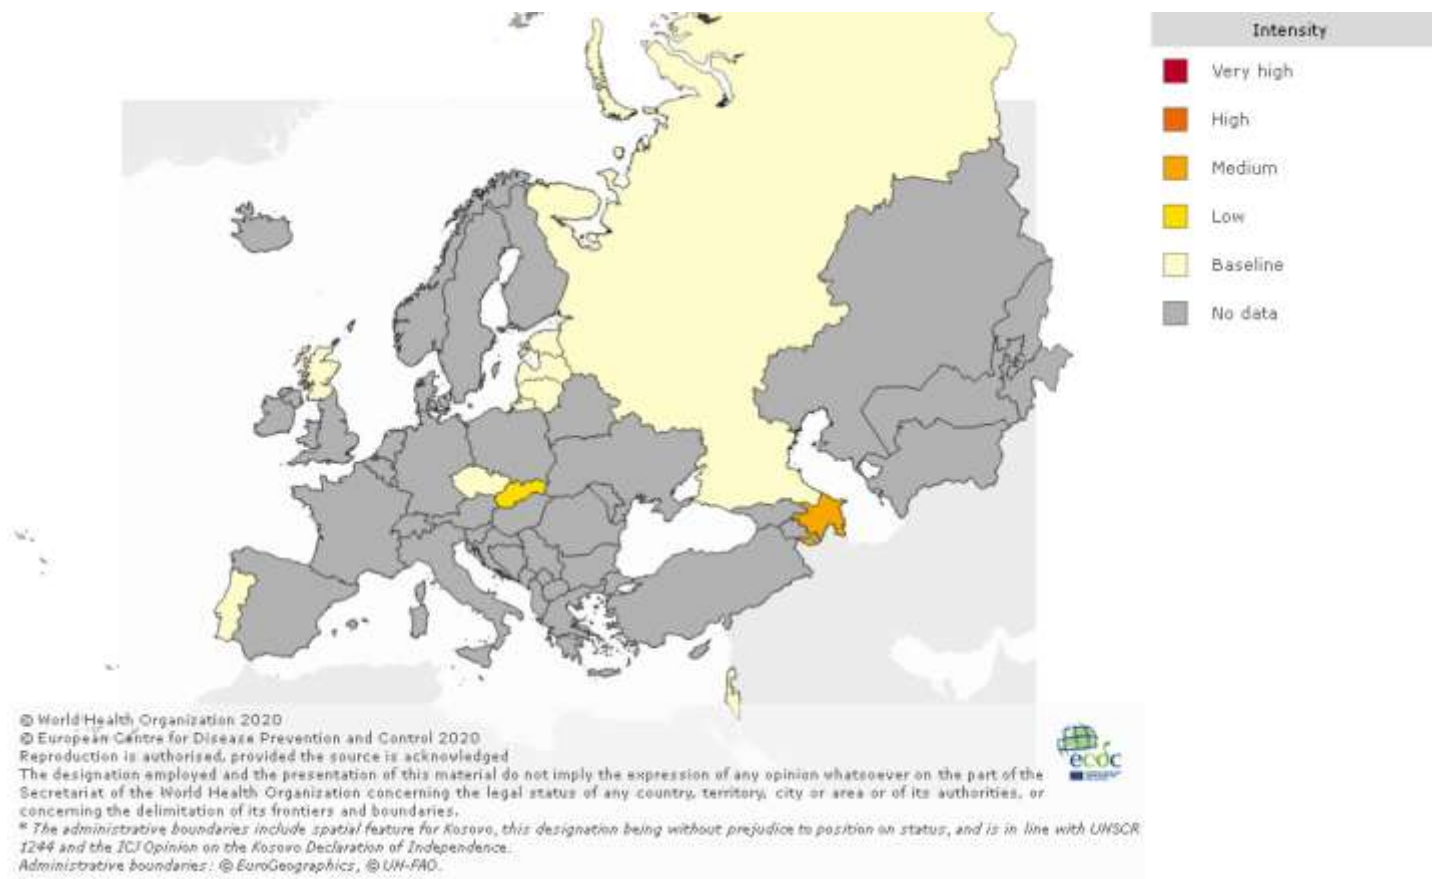 Intensity
Very high
High
Medium
Low
Baseline
No data
© World Health Organization 2020
© European Centre for Disease Prevention and Control 2020
Reproduction is authorised, provided the source is acknowledged
The designation employed and the presentation of this material do not imply the expression of any opinion whatsoever on the part of the
Secretariat of the World Health Organization concerning the legal status of any country, territory, city or area or of its authorities, or
concerning the delimitation of its frontiers and boundaries.
* The administrative boundaries include spatial feature for Kosovo, this designation being without prejudice to position on status, and is in line with UNSCR
1244 and the ICJ Opinion on the Kosovo Declaration of Independence.
Administrative boundaries: © EuroGeographics, © UN-FAO.
ecdc